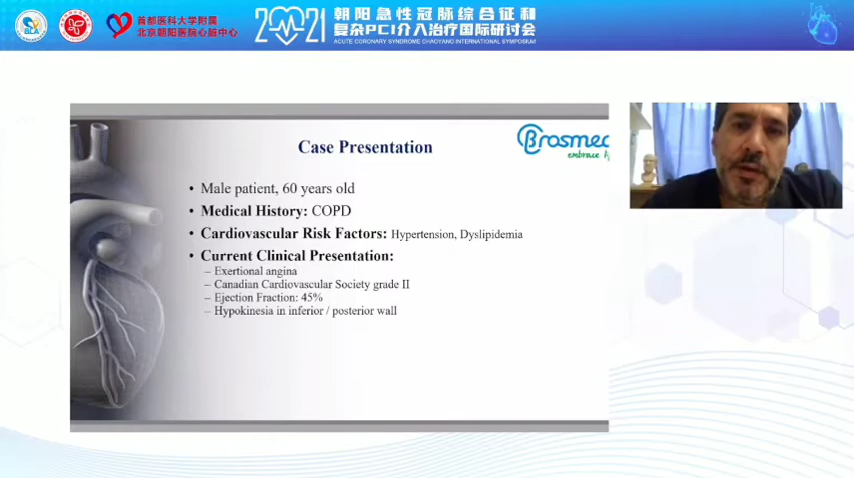 BLA
首都医科大学附属
北京朝阳医院心脏中心
2021
朝阳急性冠脉综合征和
复杂PCI介入治疗国际研讨会
ACUTE CORONARY SYNDROME CHAOYANG INTERNATIONAL SYMPOSIUM
Case Presentation
Brosmed
embrace
• Male patient, 60 years old
• Medical History: COPD
• Cardiovascular Risk Factors: Hypertension, Dyslipidemia
• Current Clinical Presentation:
– Exertional angina
– Canadian Cardiovascular Society grade II
– Ejection Fraction: 45%
– Hypokinesia in inferior / posterior wall